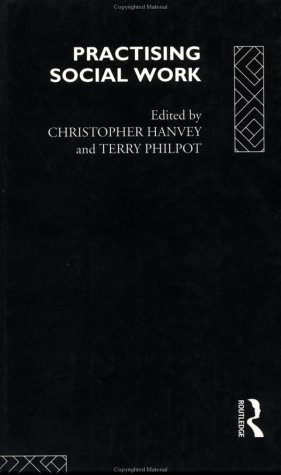 PRACTISING
SOCIAL WORK
Edited by
CHRISTOPHER HANVEY
and TERRY PHILPOT
ROUTLEDGE